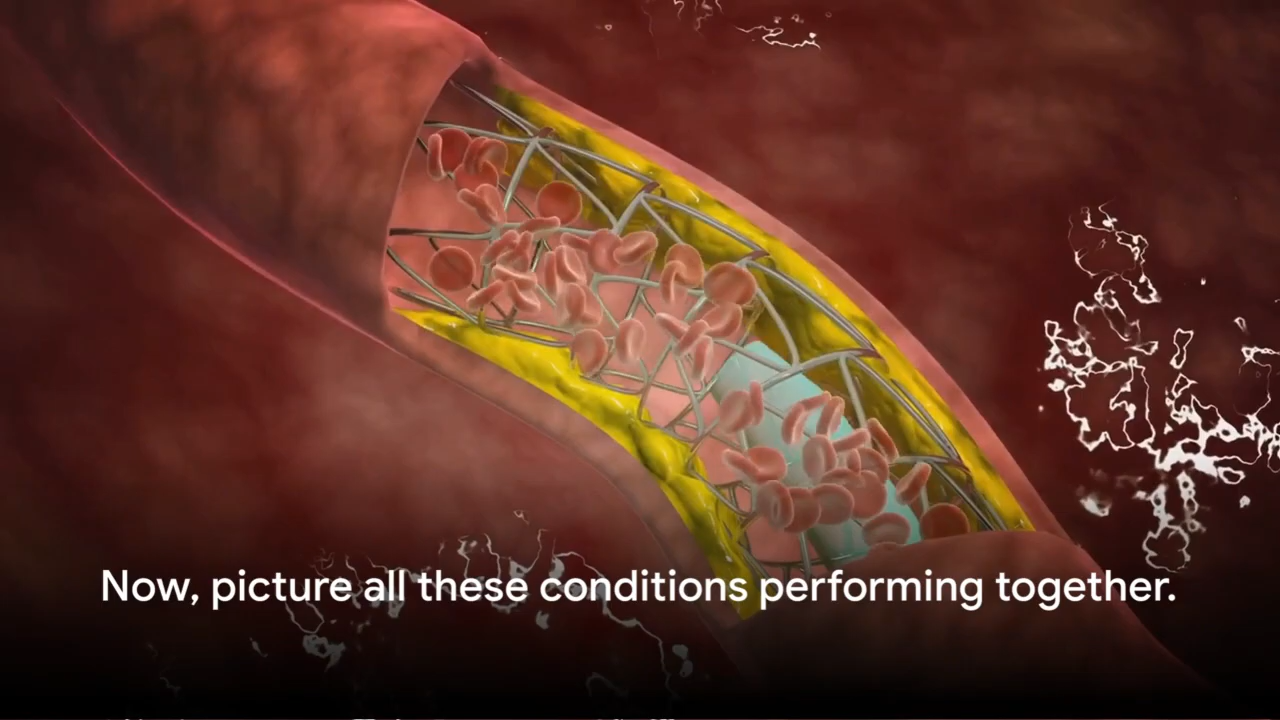 Now, picture all these conditions performing together.